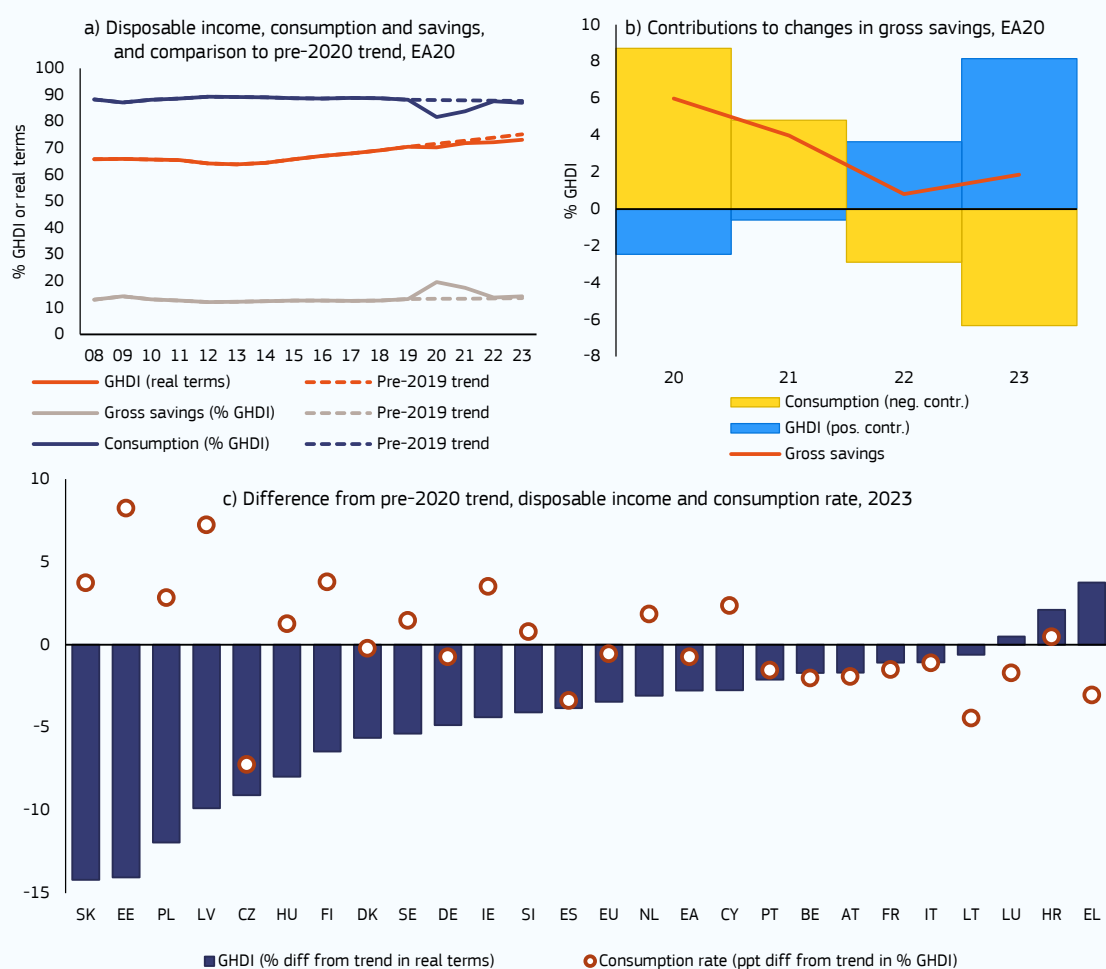 a) Disposable income, consumption and savings,
and comparison to pre-2020 trend, EA20
100
90
80
70
60
50
40
30
20
10
0
% GHDI or real terms
08 09 10 11 12 13 14 15 16 17 18 19 20 21 22 23
GHDI (real terms)
Pre-2019 trend
Gross savings (% GHDI)
Pre-2019 trend
Consumption (% GHDI)
Pre-2019 trend
b) Contributions to changes in gross savings, EA20
10
8
6
4
2
0
-2
-4
-6
-8
% GHDI
20 21 22 23
Consumption (neg. contr.)
GHDI (pos. contr.)
Gross savings
c) Difference from pre-2020 trend, disposable income and consumption rate, 2023
10
5
0
-5
-10
-15
SK EE PL LV CZ HU FI DK SE DE IE SI ES EU NL EA CY PT BE AT FR IT LT LU HR EL
GHDI (% diff from trend in real terms)
Consumption rate (ppt diff from trend in % GHDI)